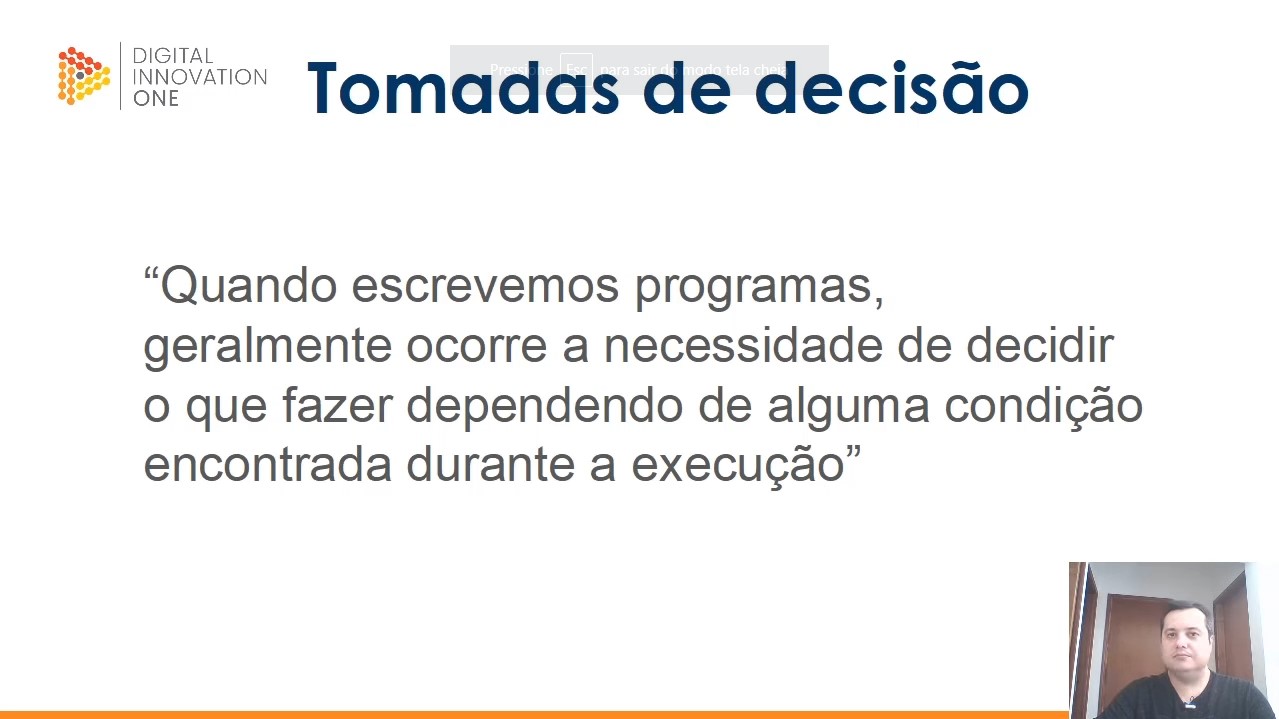 DIGITAL
INNOVATION
ONE
Tomadas de decisão
Pressione Esc para sair do modo tela cheia
“Quando escrevemos programas,
geralmente ocorre a necessidade de decidir
o que fazer dependendo de alguma condição
encontrada durante a execução”